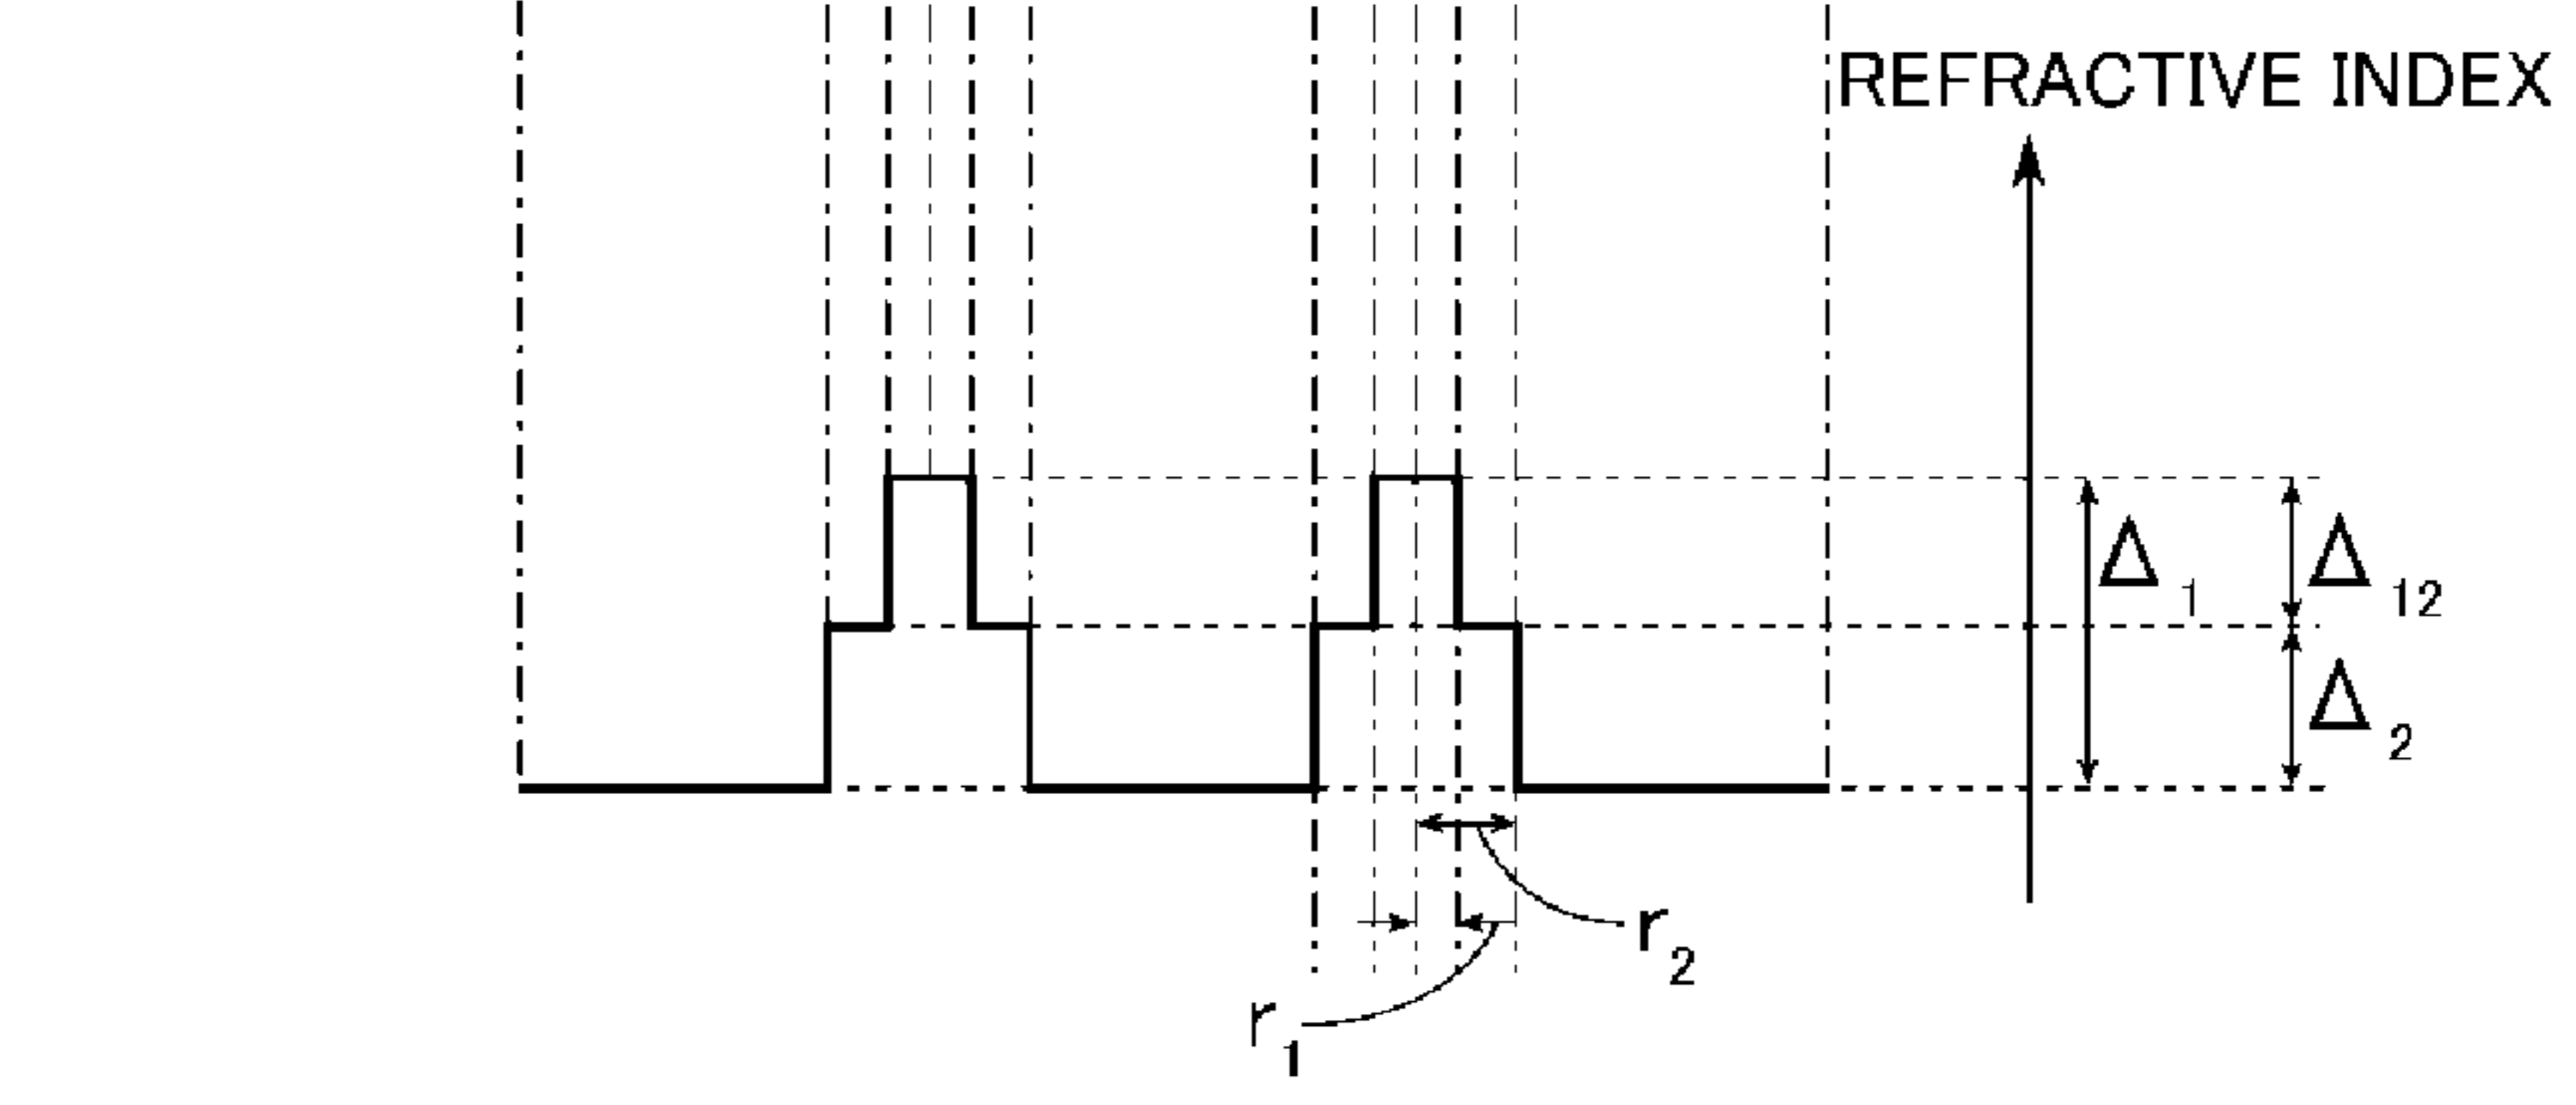 REFRACTIVE INDEX
Δ1
Δ12
Δ2
r2
r1